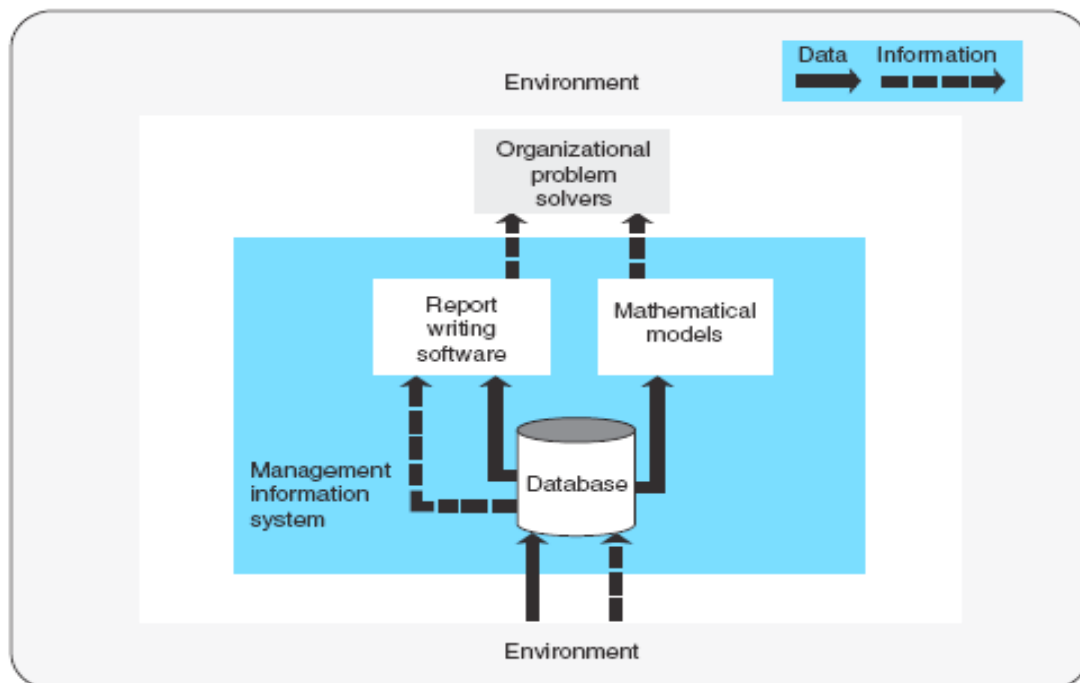 Data Information
Environment
Organizational
problem
solvers
Report
writing
software
Mathematical
models
Database
Management
information
system
Environment